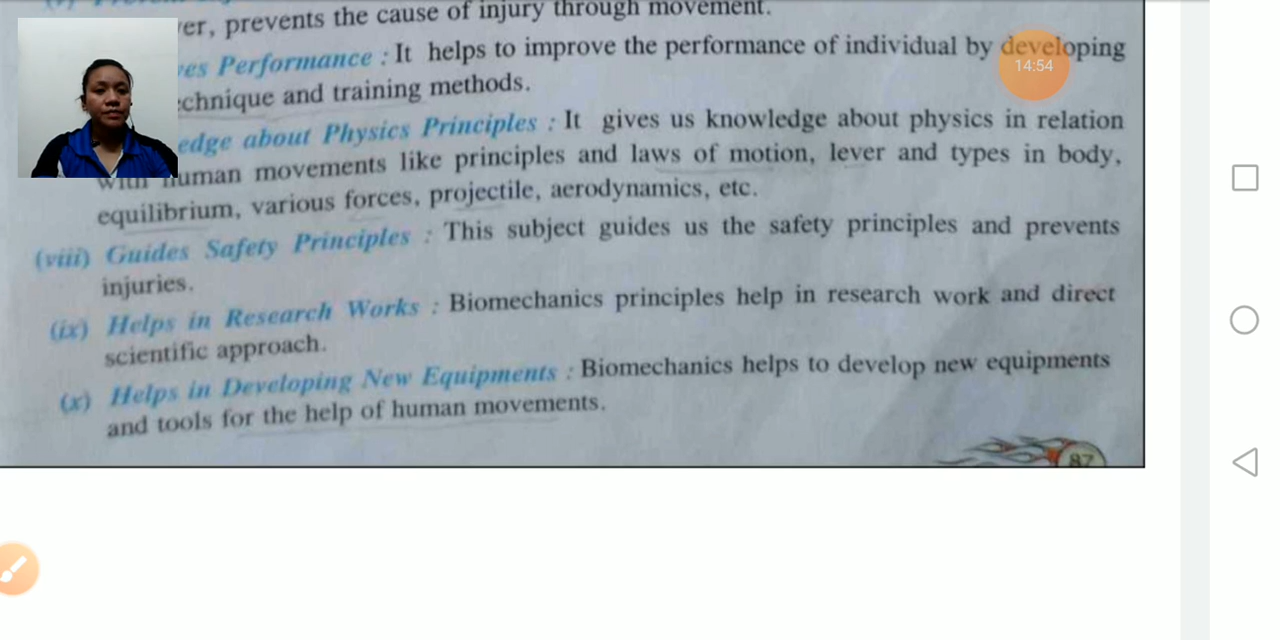 er, prevents the cause of injury through movement.
es Performance : It helps to improve the performance of individual by developing
14:54
chnique and training methods.
edge about Physics Principles : It gives us knowledge about physics in relation
with human movements like principles and laws of motion, lever and types in body,
equilibrium, various forces, projectile, aerodynamics, etc.
(viii) Guides Safety Principles : This subject guides us the safety principles and prevents
injuries.
(ix) Helps in Research Works : Biomechanics principles help in research work and direct
scientific approach.
(x) Helps in Developing New Equipments : Biomechanics helps to develop new equipments
and tools for the help of human movements.
87